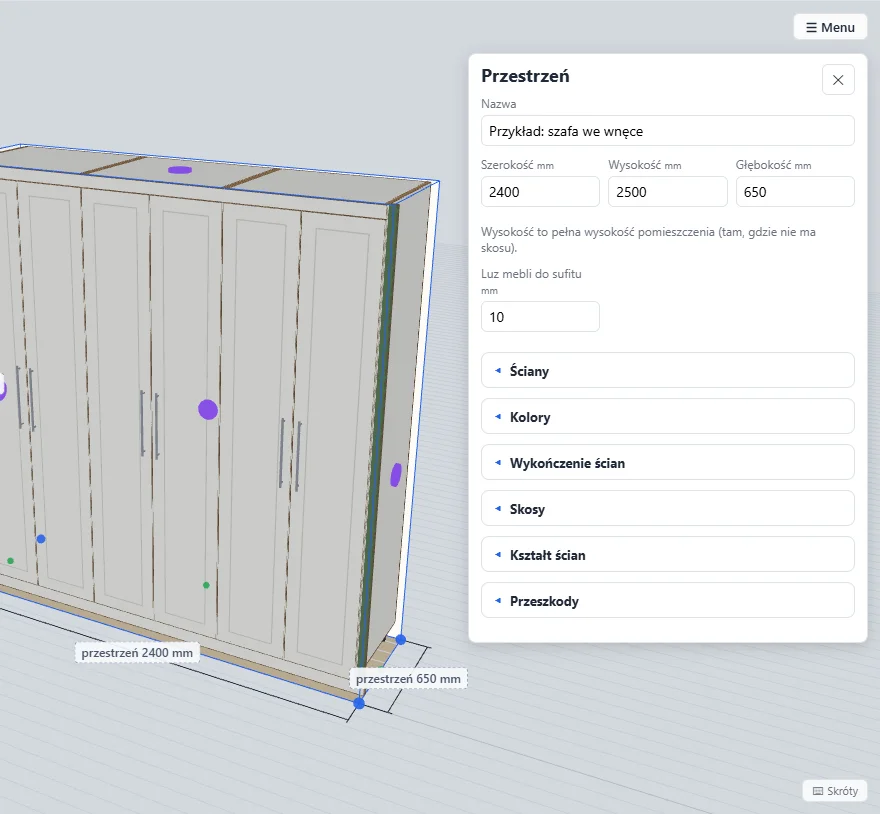 ☰ Menu
Przestrzeń
Nazwa
Przykład: szafa we wnęce
Szerokość mm Wysokość mm Głębokość mm
2400 2500 650
Wysokość to pełna wysokość pomieszczenia (tam, gdzie nie ma
skosu).
Luz mebli do sufitu
mm
10
Ściany
Kolory
Wykończenie ścian
Skosy
Kształt ścian
Przeszkody
przestrzeń 2400 mm
przestrzeń 650 mm
Skróty